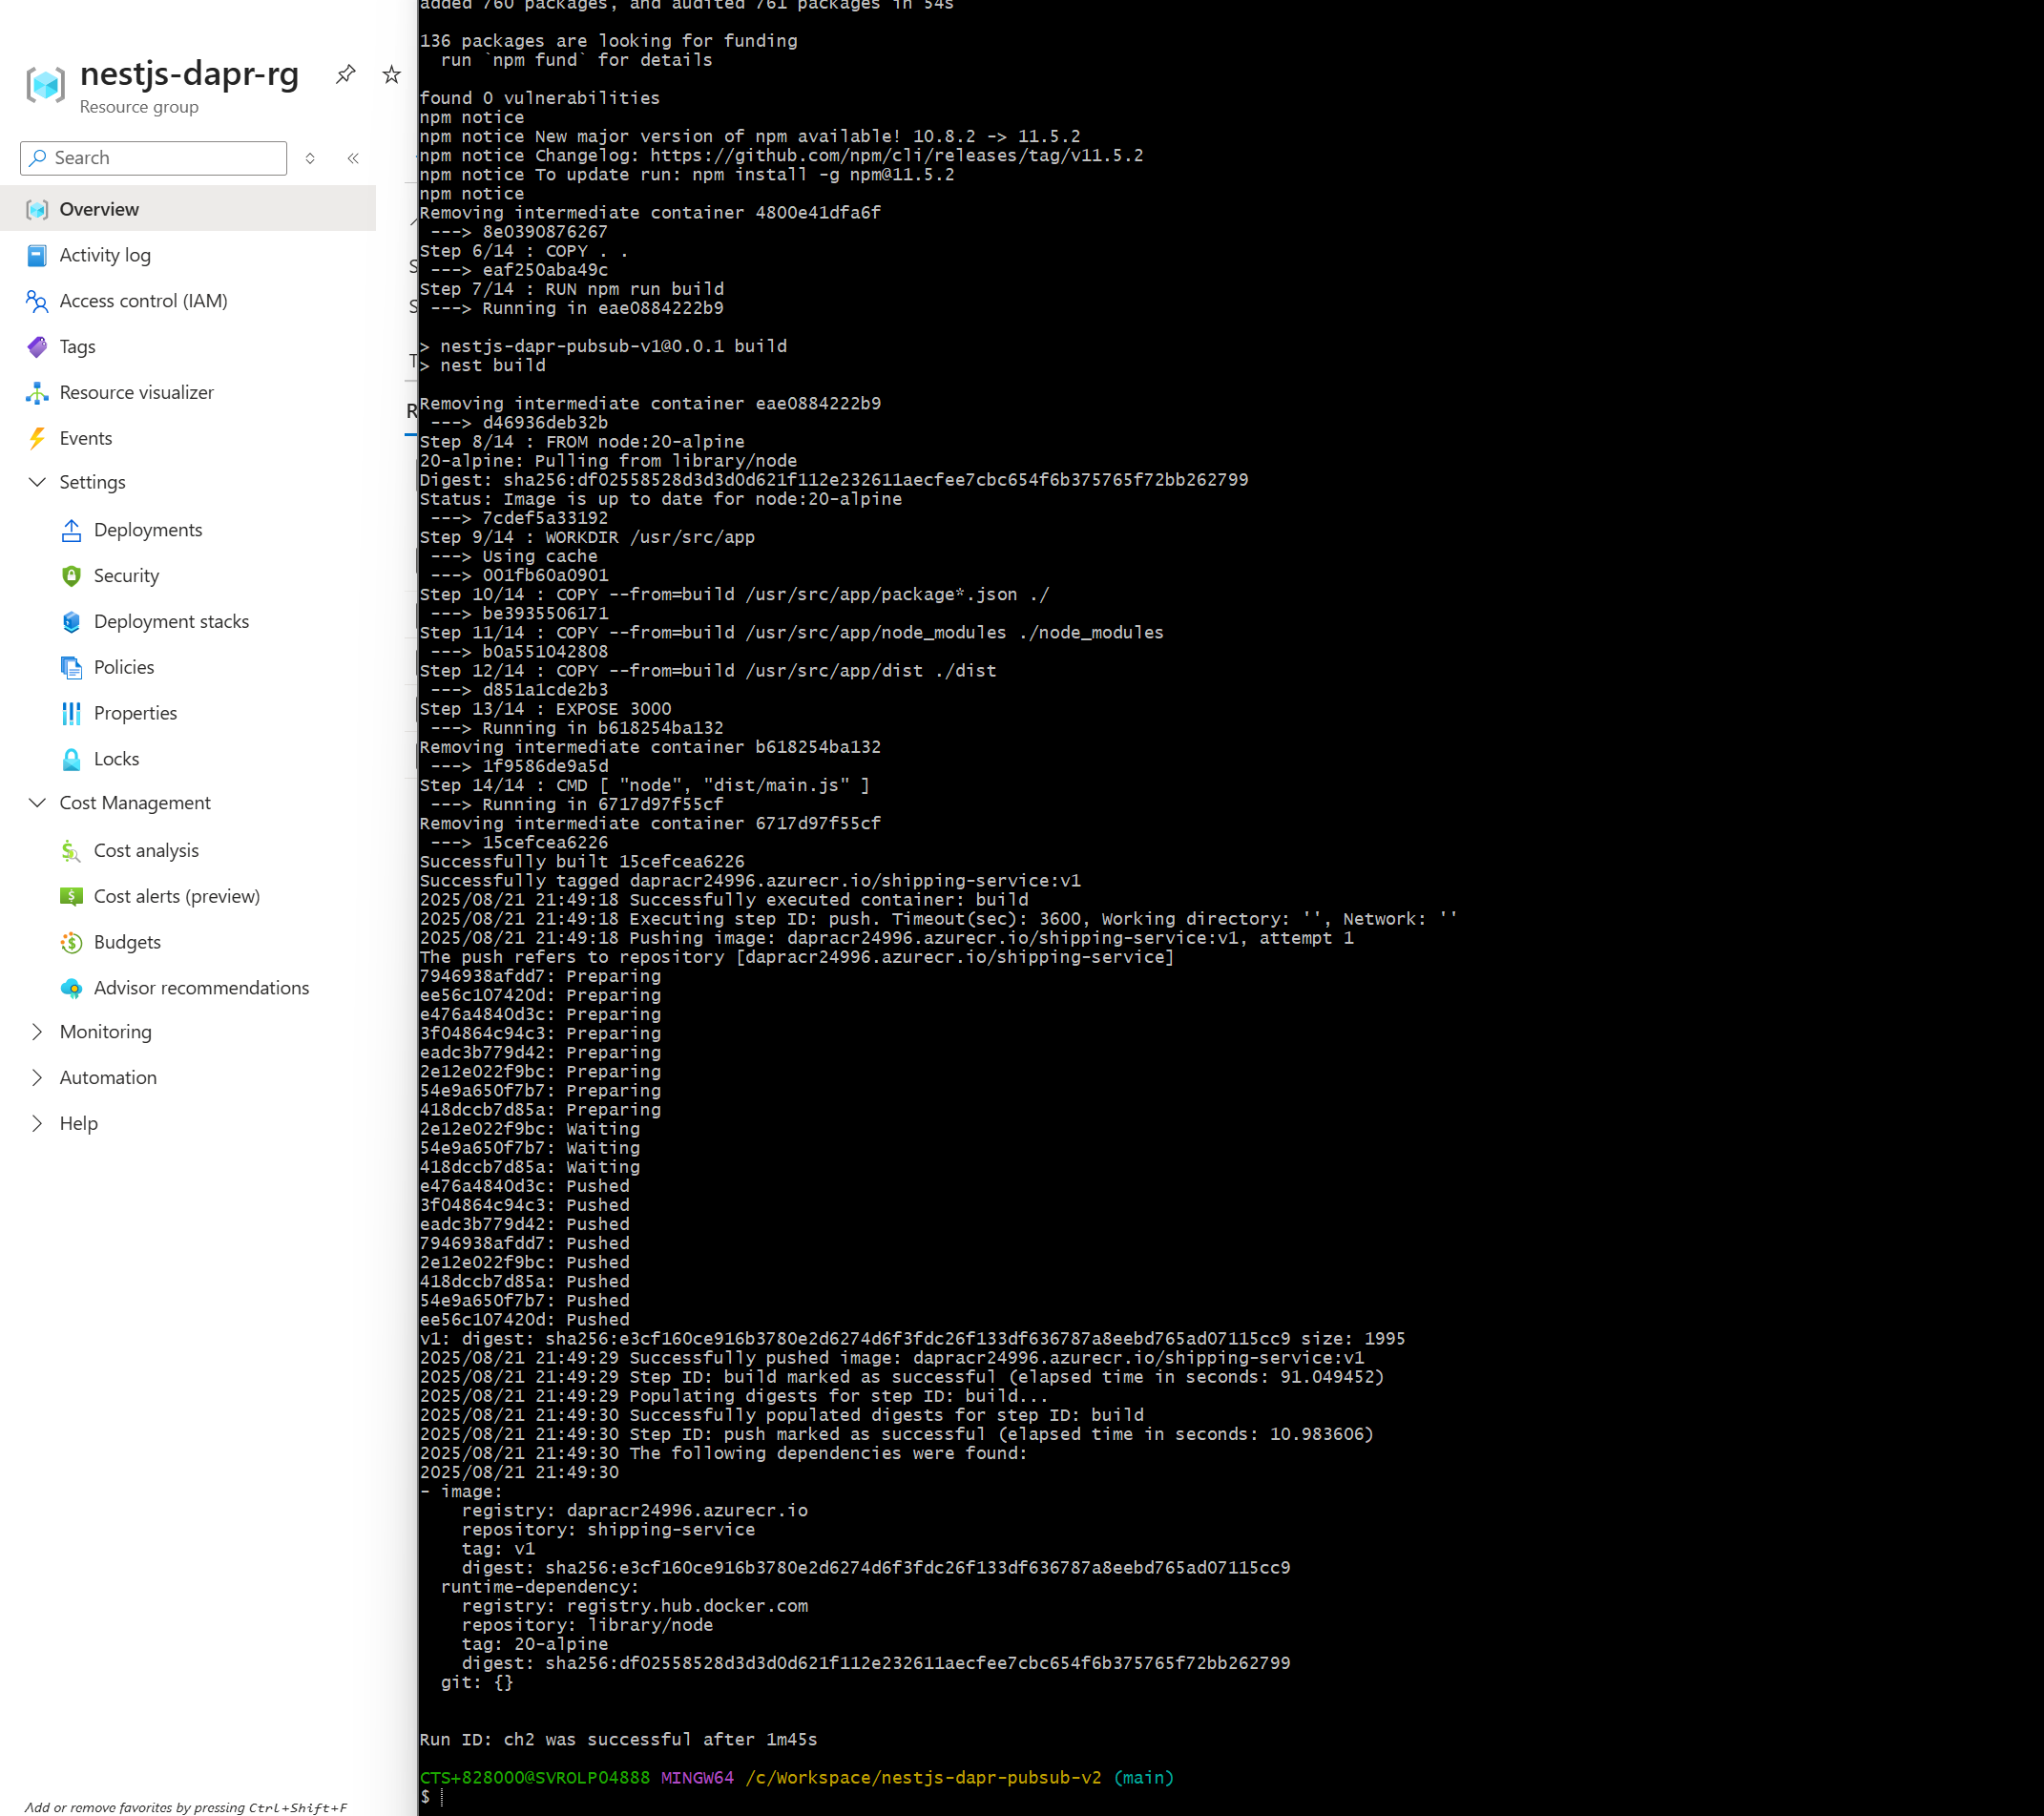 nestjs-dapr-rg
Resource group
Search
Overview
Activity log
Access control (IAM)
Tags
Resource visualizer
Events
Settings
Deployments
Security
Deployment stacks
Policies
Properties
Locks
Cost Management
Cost analysis
Cost alerts (preview)
Budgets
Advisor recommendations
Monitoring
Automation
Help
Add or remove favorites by pressing Ctrl+Shift+F
S
S
T
R
added 760 packages, and audited 761 packages in 54s
136 packages are looking for funding
run `npm fund` for details
found 0 vulnerabilities
npm notice
npm notice New major version of npm available! 10.8.2 -> 11.5.2
npm notice Changelog: https://github.com/npm/cli/releases/tag/v11.5.2
npm notice To update run: npm install -g npm@11.5.2
npm notice
Removing intermediate container 4800e41dfa6f
---> 8e0390876267
Step 6/14 : COPY . .
---> eaf250aba49c
Step 7/14 : RUN npm run build
---> Running in eae0884222b9
> nestjs-dapr-pubsub-v1@0.0.1 build
> nest build
Removing intermediate container eae0884222b9
---> d46936deb32b
Step 8/14 : FROM node:20-alpine
20-alpine: Pulling from library/node
Digest: sha256:df02558528d3d3d0d621f112e232611aecfee7cbc654f6b375765f72bb262799
Status: Image is up to date for node:20-alpine
---> 7cdef5a33192
Step 9/14 : WORKDIR /usr/src/app
---> Using cache
---> 001fb60a0901
Step 10/14 : COPY --from=build /usr/src/app/package*.json ./
---> be3935506171
Step 11/14 : COPY --from=build /usr/src/app/node_modules ./node_modules
---> b0a551042808
Step 12/14 : COPY --from=build /usr/src/app/dist ./dist
---> d851a1cde2b3
Step 13/14 : EXPOSE 3000
---> Running in b618254ba132
Removing intermediate container b618254ba132
---> 1f9586de9a5d
Step 14/14 : CMD [ "node", "dist/main.js" ]
---> Running in 6717d97f55cf
Removing intermediate container 6717d97f55cf
---> 15cefcea6226
Successfully built 15cefcea6226
Successfully tagged dapracr24996.azurecr.io/shipping-service:v1
2025/08/21 21:49:18 Successfully executed container: build
2025/08/21 21:49:18 Executing step ID: push. Timeout(sec): 3600, Working directory: '', Network: ''
2025/08/21 21:49:18 Pushing image: dapracr24996.azurecr.io/shipping-service:v1, attempt 1
The push refers to repository [dapracr24996.azurecr.io/shipping-service]
7946938afdd7: Preparing
ee56c107420d: Preparing
e476a4840d3c: Preparing
3f04864c94c3: Preparing
eadc3b779d42: Preparing
2e12e022f9bc: Preparing
54e9a650f7b7: Preparing
418dccb7d85a: Preparing
2e12e022f9bc: Waiting
54e9a650f7b7: Waiting
418dccb7d85a: Waiting
e476a4840d3c: Pushed
3f04864c94c3: Pushed
eadc3b779d42: Pushed
7946938afdd7: Pushed
2e12e022f9bc: Pushed
418dccb7d85a: Pushed
54e9a650f7b7: Pushed
ee56c107420d: Pushed
v1: digest: sha256:e3cf160ce916b3780e2d6274d6f3fdc26f133df636787a8eebd765ad07115cc9 size: 1995
2025/08/21 21:49:29 Successfully pushed image: dapracr24996.azurecr.io/shipping-service:v1
2025/08/21 21:49:29 Step ID: build marked as successful (elapsed time in seconds: 91.049452)
2025/08/21 21:49:29 Populating digests for step ID: build...
2025/08/21 21:49:30 Successfully populated digests for step ID: build
2025/08/21 21:49:30 Step ID: push marked as successful (elapsed time in seconds: 10.983606)
2025/08/21 21:49:30 The following dependencies were found:
2025/08/21 21:49:30
- image:
registry: dapracr24996.azurecr.io
repository: shipping-service
tag: v1
digest: sha256:e3cf160ce916b3780e2d6274d6f3fdc26f133df636787a8eebd765ad07115cc9
runtime-dependency:
registry: registry.hub.docker.com
repository: library/node
tag: 20-alpine
digest: sha256:df02558528d3d3d0d621f112e232611aecfee7cbc654f6b375765f72bb262799
git: {}
Run ID: ch2 was successful after 1m45s
CTS+828000@SVROLP04888 MINGW64 /c/Workspace/nestjs-dapr-pubsub-v2 (main)
$